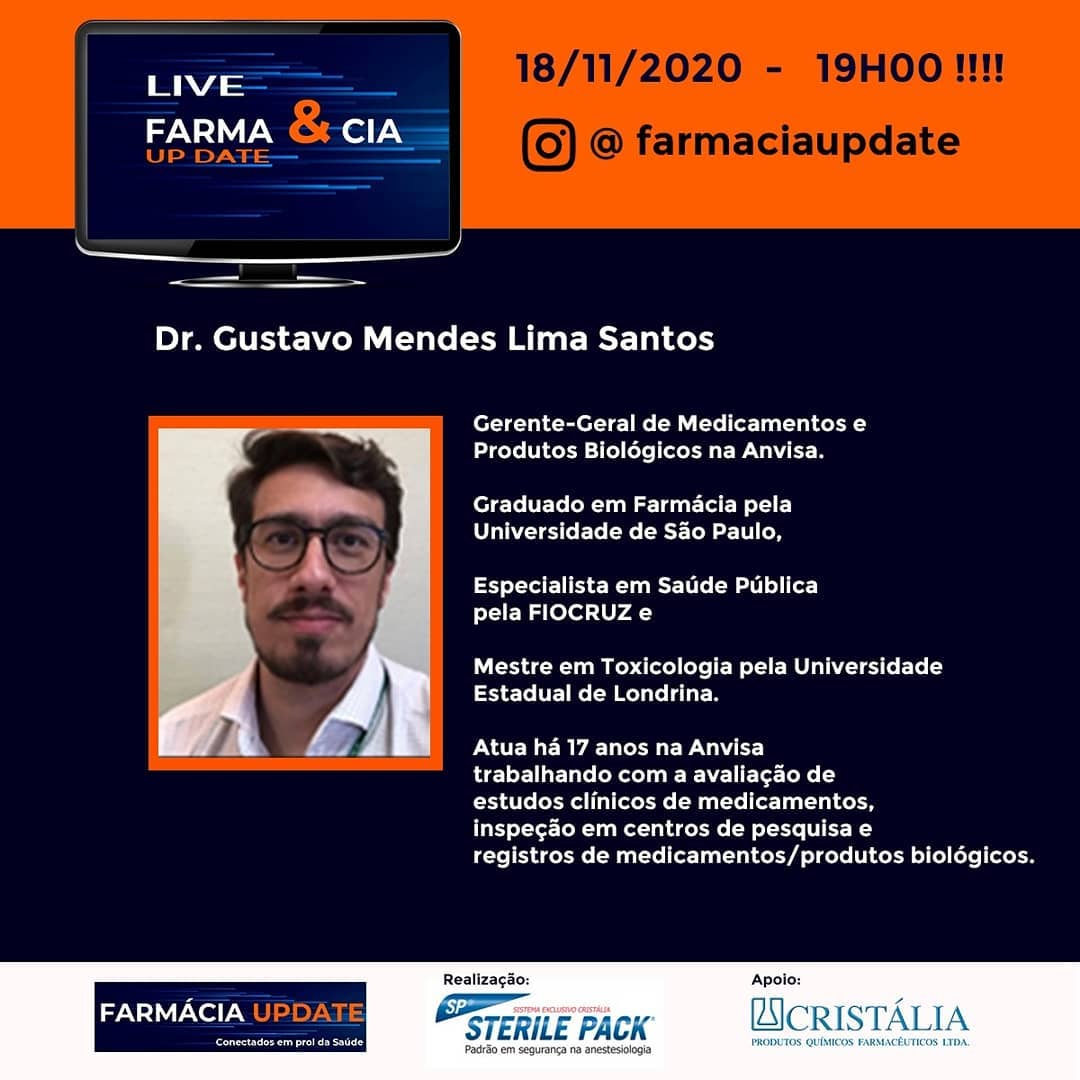 LIVE
FARMA & CIA
UP DATE
18/11/2020 - 19H00 !!!!
@ farmaciaupdate
Dr. Gustavo Mendes Lima Santos
Gerente-Geral de Medicamentos e
Produtos Biológicos na Anvisa.
Graduado em Farmácia pela
Universidade de São Paulo,
Especialista em Saúde Pública
pela FIOCRUZ e
Mestre em Toxicologia pela Universidade
Estadual de Londrina.
Atua há 17 anos na Anvisa
trabalhando com a avaliação de
estudos clínicos de medicamentos,
inspeção em centros de pesquisa e
registros de medicamentos/produtos biológicos.
FARMÁCIA UPDATE
Conectados em prol da Saúde
Realização:
SP®
SISTEMA EXCLUSIVO CRISTÁLIA
STERILE PACK®
Padrão em segurança na anestesiologia
Apoio:
CRISTÁLIA
PRODUTOS QUÍMICOS FARMACÊUTICOS LTDA.